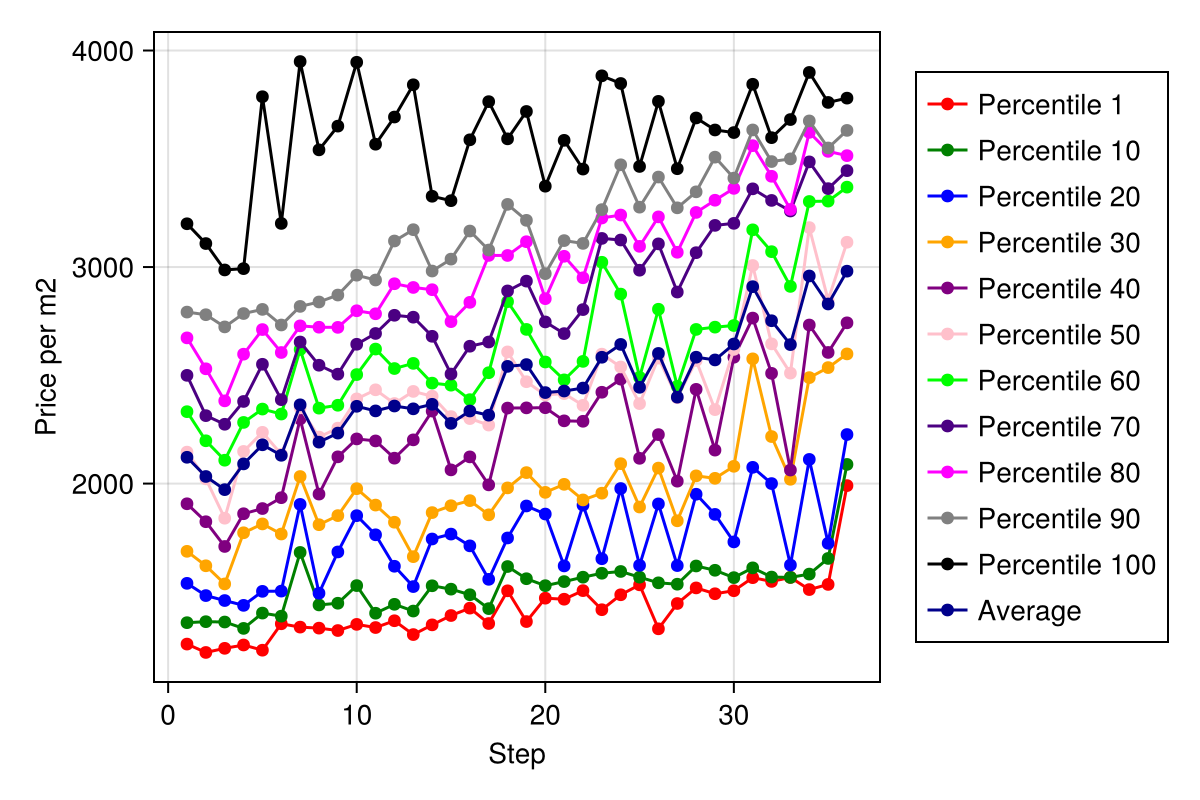 Price per m2
4000
3000
2000
0 10 20 30
Step
Percentile 1
Percentile 10
Percentile 20
Percentile 30
Percentile 40
Percentile 50
Percentile 60
Percentile 70
Percentile 80
Percentile 90
Percentile 100
Average